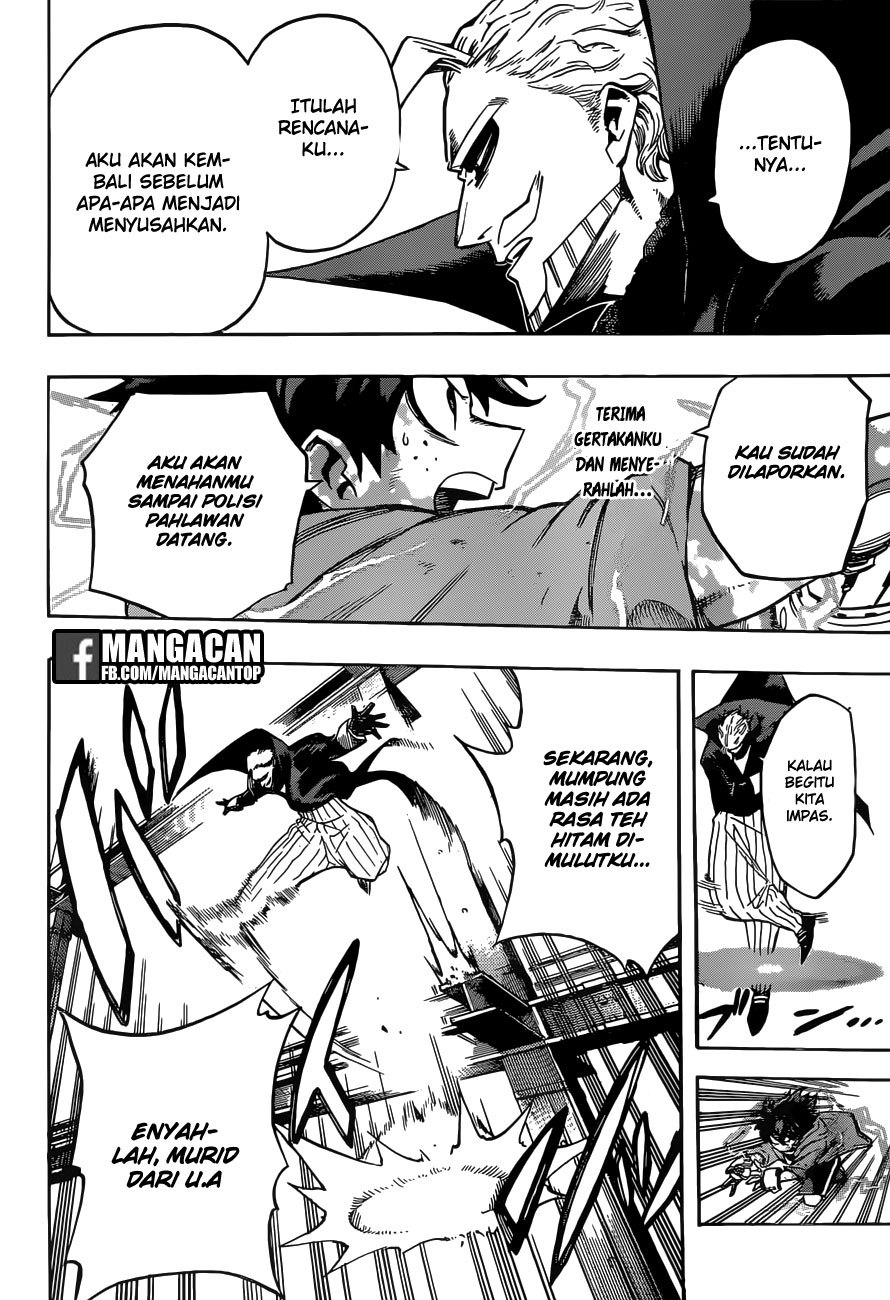 ...TENTU-
NYA...
ITULAH
RENCANA-
KU...
AKU AKAN KEM-
BALI SEBELUM
APA-APA MENJADI
MENYUSAHKAN.
KAU SUDAH
DILAPORKAN.
TERIMA
GERTAKANKU
DAN MENYE-
RAHLAH...
AKU AKAN
MENAHANMU
SAMPAI POLISI
PAHLAWAN
DATANG.
MANGACAN
FB.COM/MANGACANTOP
KALAU
BEGITU
KITA
IMPAS.
ブン...
SEKARANG,
MUMPUNG
MASIH ADA
RASA TEH
HITAM DI-
MULUTKU...
ENYAH-
LAH, MURID
DARI U.A